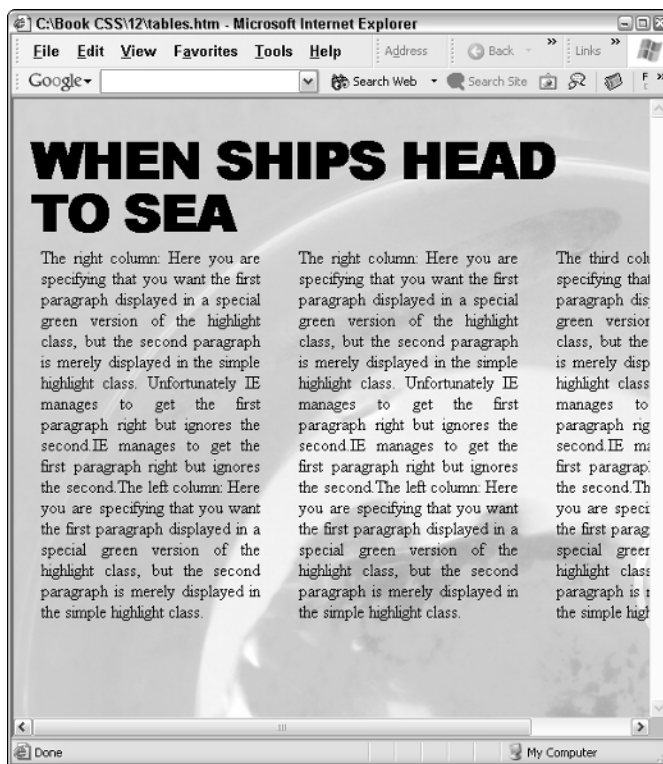 C:\Book CSS\12\tables.htm - Microsoft Internet Explorer
File Edit View Favorites Tools Help Address Back » Links »
Google Search Web Search Site F »
WHEN SHIPS HEAD
TO SEA
The right column: Here you are
specifying that you want the first
paragraph displayed in a special
green version of the highlight
class, but the second paragraph
is merely displayed in the simple
highlight class. Unfortunately IE
manages to get the first
paragraph right but ignores the
second.IE manages to get the
first paragraph right but ignores
the second.The left column: Here
you are specifying that you want
the first paragraph displayed in a
special green version of the
highlight class, but the second
paragraph is merely displayed in
the simple highlight class.
The right column: Here you are
specifying that you want the first
paragraph displayed in a special
green version of the highlight
class, but the second paragraph
is merely displayed in the simple
highlight class. Unfortunately IE
manages to get the first
paragraph right but ignores the
second.IE manages to get the
first paragraph right but ignores
the second.The left column: Here
you are specifying that you want
the first paragraph displayed in a
special green version of the
highlight class, but the second
paragraph is merely displayed in
the simple highlight class.
The third
specifying that
paragraph
green
class, but the
is merely
highlight class
manages to
paragraph
second.IE
first
the
you are
the first
special green
highlight
paragraph is
the simple
Done My Computer